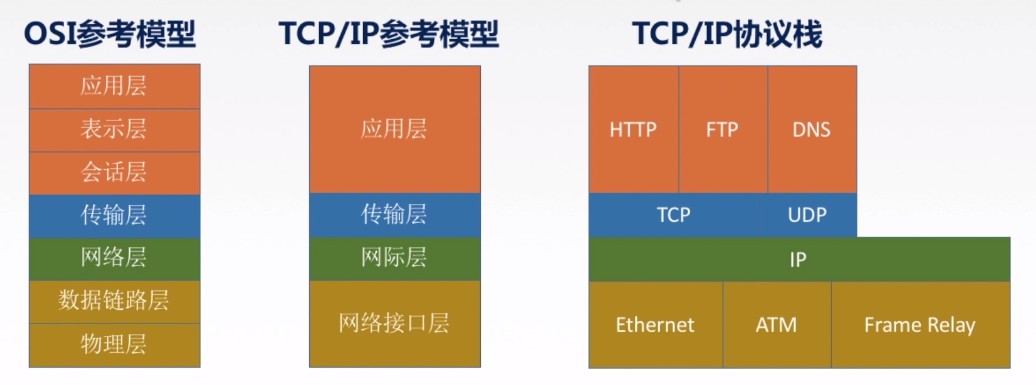 OSI参考模型
应用层
表示层
会话层
传输层
网络层
数据链路层
物理层
TCP/IP参考模型
应用层
传输层
网际层
网络接口层
TCP/IP协议栈
HTTP FTP DNS
TCP UDP
IP
Ethernet ATM Frame Relay